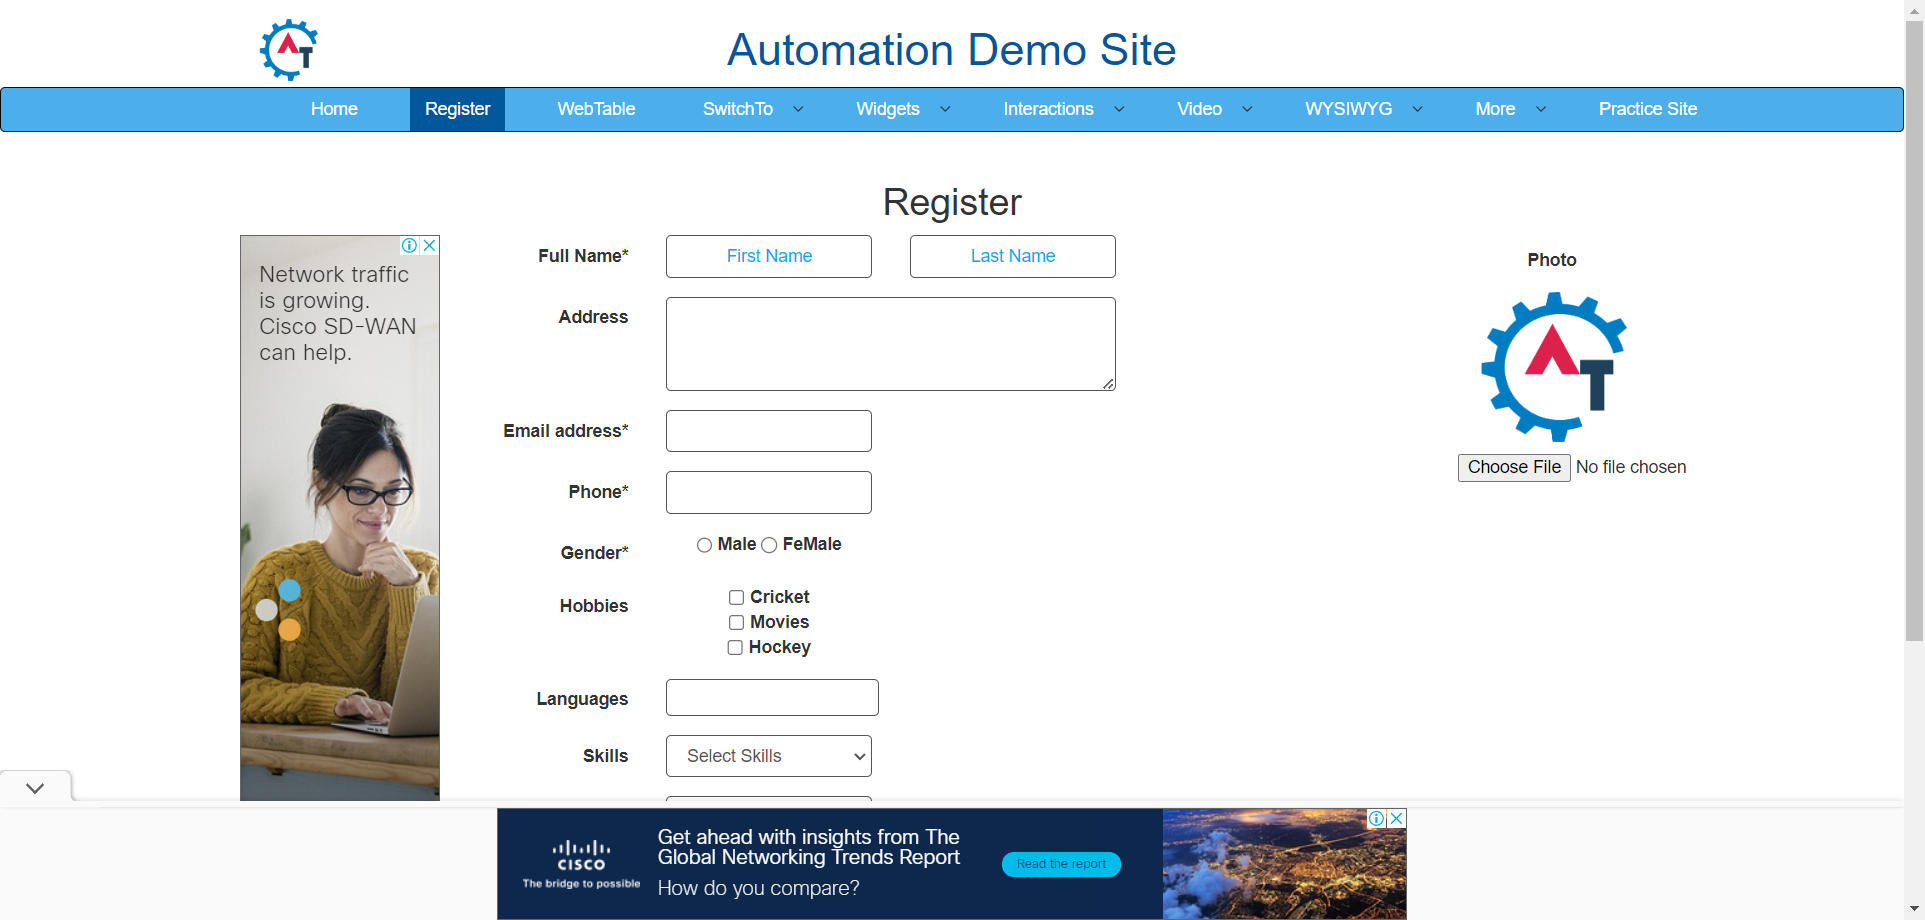 AT
Automation Demo Site
Home Register WebTable SwitchTo Widgets Interactions Video WYSIWYG More Practice Site
Register
Network traffic
is growing.
Cisco SD-WAN
can help.
Full Name* First Name Last Name
Address
Email address*
Phone*
Gender* Male FeMale
Hobbies
Cricket
Movies
Hockey
Languages
Skills Select Skills
Photo
AT
Choose File No file chosen
CISCO
The bridge to possible
Get ahead with insights from The
Global Networking Trends Report
How do you compare?
Read the report